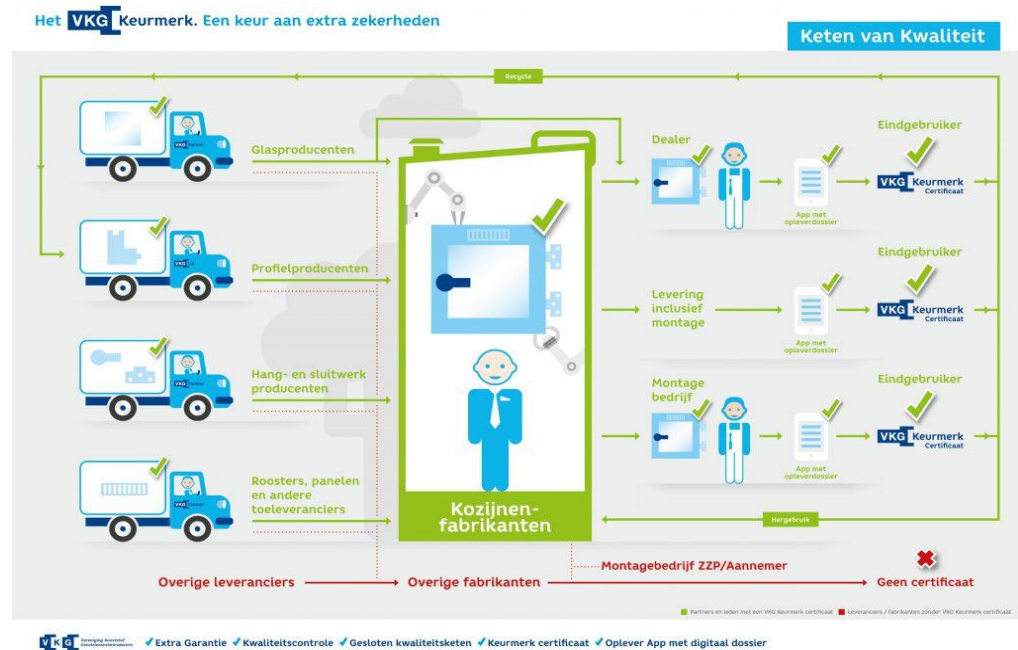 Het VKG Keurmerk. Een keur aan extra zekerheden
Keten van Kwaliteit
Recycle
Glasproducenten
Profielproducenten
Hang- en sluitwerk
producenten
Roosters, panelen
en andere
toeleveranciers
Kozijnen-
fabrikanten
Dealer
App met
opleverdossier
Eindgebruiker
VKG Keurmerk
Certificaat
Levering
inclusief
montage
App met
opleverdossier
Eindgebruiker
VKG Keurmerk
Certificaat
Montage
bedrijf
App met
opleverdossier
Eindgebruiker
VKG Keurmerk
Certificaat
Hergebruik
Montagebedrijf ZZP/Aannemer
Overige leveranciers
Overige fabrikanten
Geen certificaat
Partners en leden met een VKG Keurmerk certificaat
Leveranciers / fabrikanten zonder VKG Keurmerk certificaat
VKG
Extra Garantie
Kwaliteitscontrole
Gesloten kwaliteitsketen
Keurmerk certificaat
Oplever App met digitaal dossier